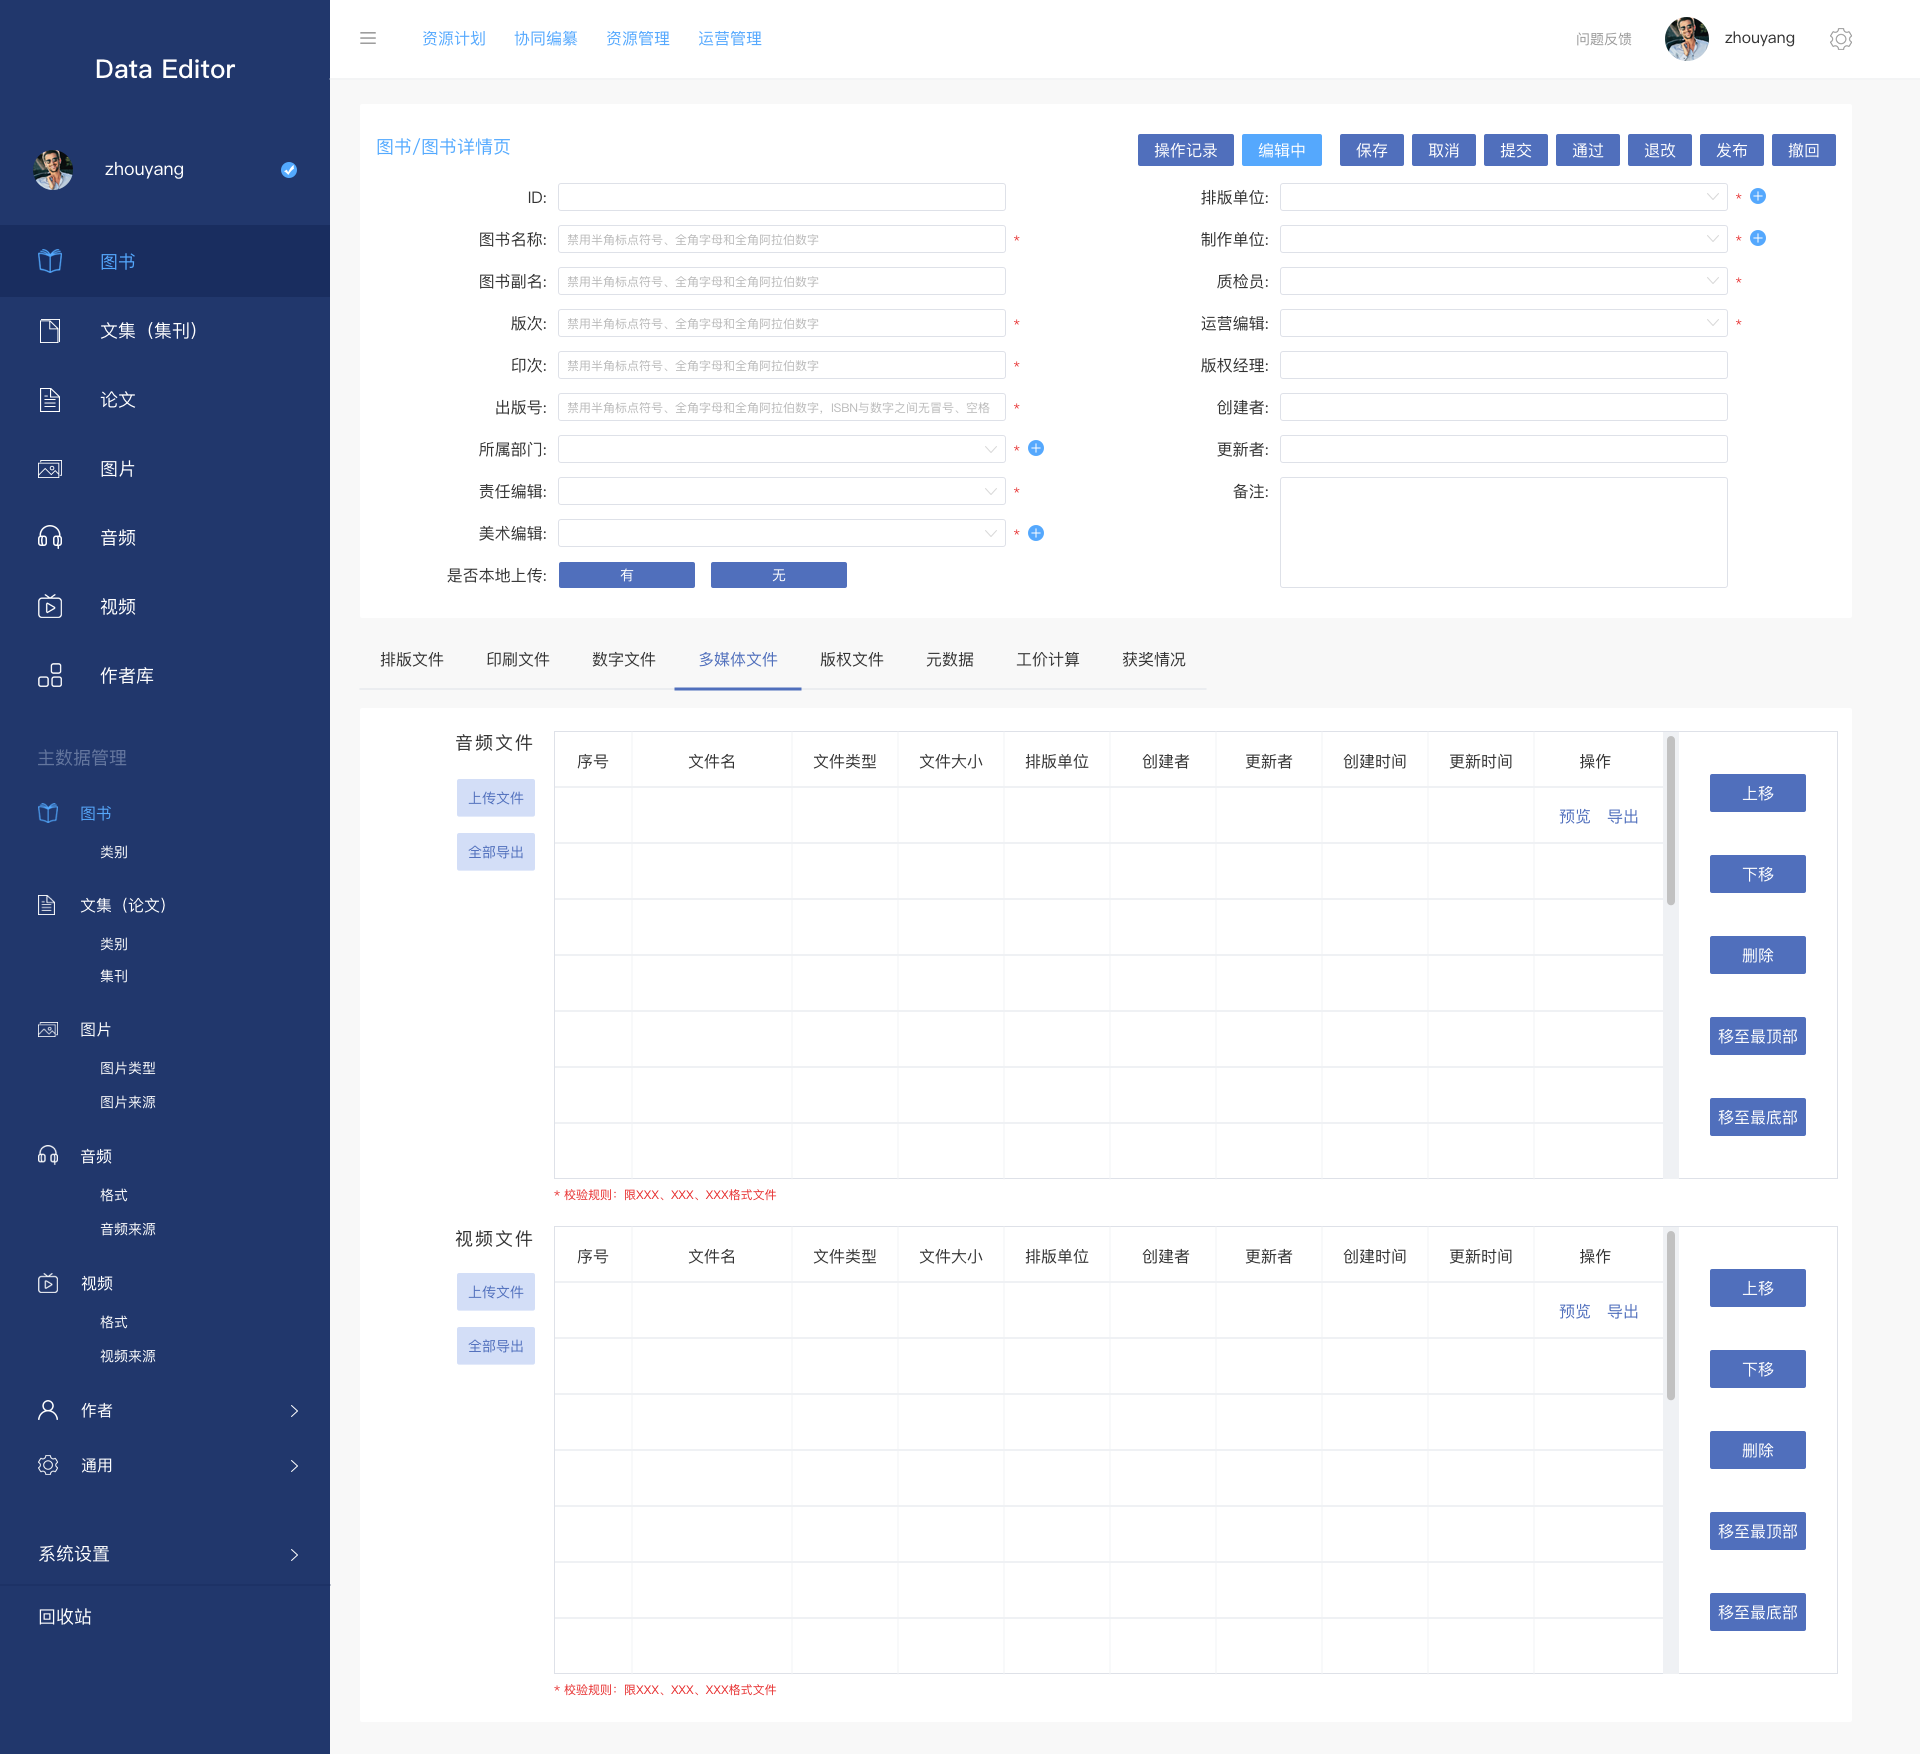 Data Editor
zhouyang
图书
文集（集刊）
论文
图片
音频
视频
作者库
主数据管理
图书
类别
文集（论文）
类别
集刊
图片
图片类型
图片来源
音频
格式
音频来源
视频
格式
视频来源
作者
通用
系统设置
回收站
资源计划 协同编纂 资源管理 运营管理
问题反馈 zhouyang
图书/图书详情页
操作记录 编辑中 保存 取消 提交 通过 退改 发布 撤回
ID:
图书名称: 禁用半角标点符号、全角字母和全角阿拉伯数字 *
图书副名: 禁用半角标点符号、全角字母和全角阿拉伯数字
版次: 禁用半角标点符号、全角字母和全角阿拉伯数字 *
印次: 禁用半角标点符号、全角字母和全角阿拉伯数字 *
出版号: 禁用半角标点符号、全角字母和全角阿拉伯数字，ISBN与数字之间无冒号、空格 *
所属部门: *
责任编辑: *
美术编辑: *
是否本地上传: 有 无
排版单位: *
制作单位: *
质检员: *
运营编辑: *
版权经理:
创建者:
更新者:
备注:
排版文件 印刷文件 数字文件 多媒体文件 版权文件 元数据 工价计算 获奖情况
音频文件
上传文件
全部导出
序号 文件名 文件类型 文件大小 排版单位 创建者 更新者 创建时间 更新时间 操作
预览 导出
上移
下移
删除
移至最顶部
移至最底部
* 校验规则：限XXX、XXX、XXX格式文件
视频文件
上传文件
全部导出
序号 文件名 文件类型 文件大小 排版单位 创建者 更新者 创建时间 更新时间 操作
预览 导出
上移
下移
删除
移至最顶部
移至最底部
* 校验规则：限XXX、XXX、XXX格式文件